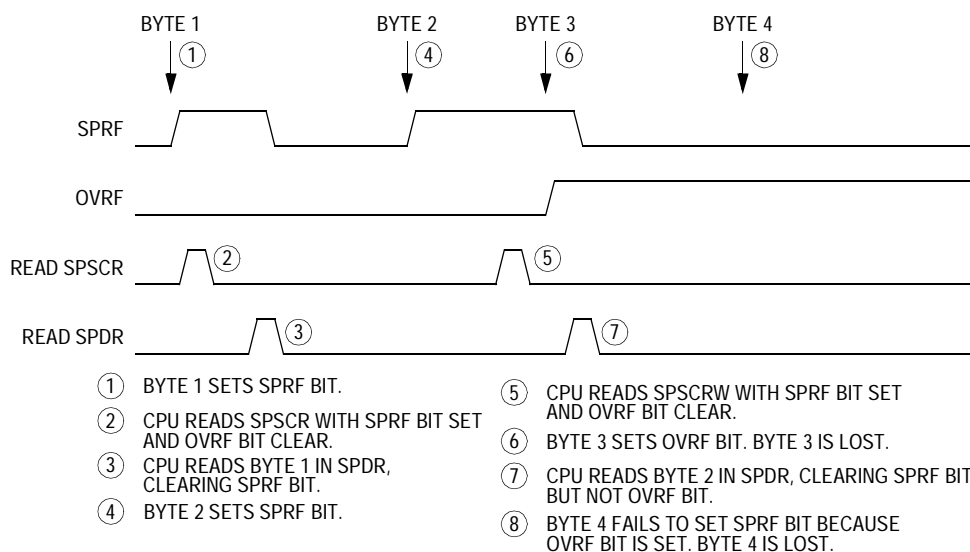 BYTE 1 BYTE 2 BYTE 3 BYTE 4
1 4 6 8
SPRF
OVRF
READ SPSCR 2 5
READ SPDR 3 7
1 BYTE 1 SETS SPRF BIT.
2 CPU READS SPSCR WITH SPRF BIT SET
AND OVRF BIT CLEAR.
3 CPU READS BYTE 1 IN SPDR,
CLEARING SPRF BIT.
4 BYTE 2 SETS SPRF BIT.
5 CPU READS SPSCRW WITH SPRF BIT SET
AND OVRF BIT CLEAR.
6 BYTE 3 SETS OVRF BIT. BYTE 3 IS LOST.
7 CPU READS BYTE 2 IN SPDR, CLEARING SPRF BIT
BUT NOT OVRF BIT.
8 BYTE 4 FAILS TO SET SPRF BIT BECAUSE
OVRF BIT IS SET. BYTE 4 IS LOST.